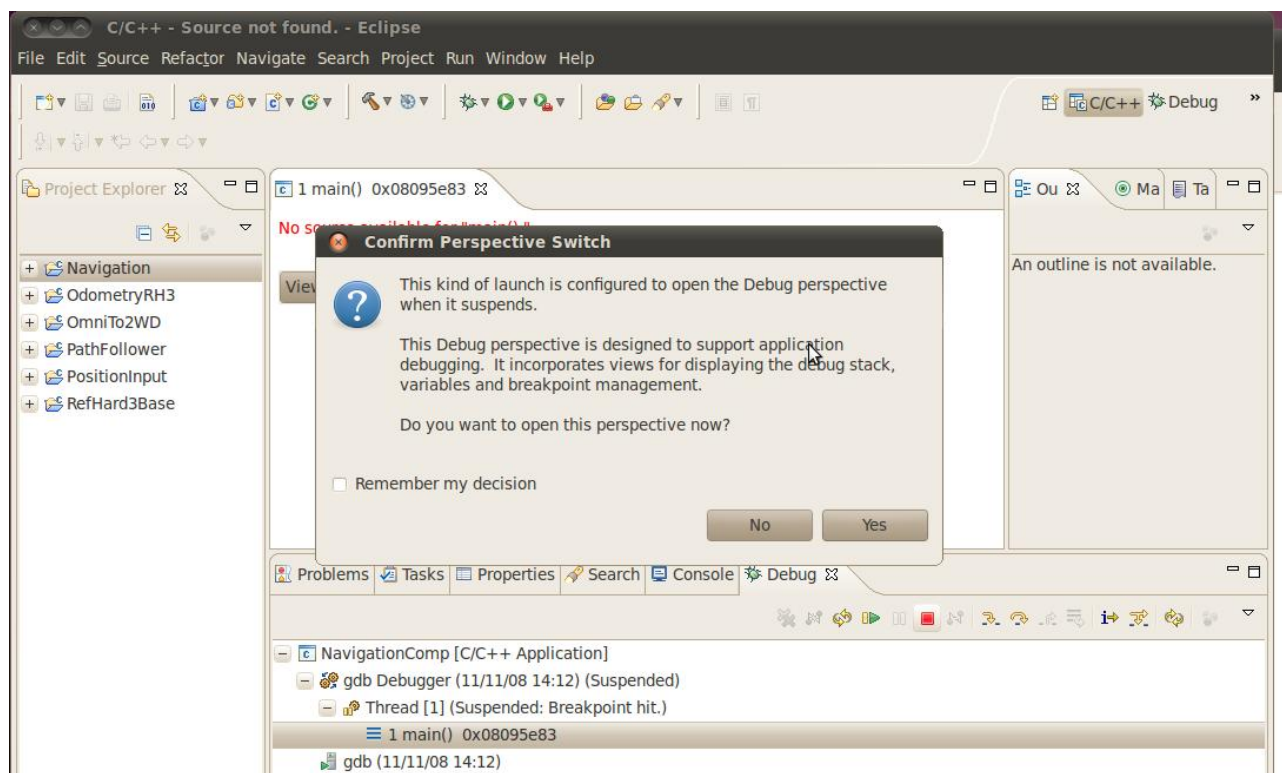 C/C++ - Source not found. - Eclipse
File Edit Source Refactor Navigate Search Project Run Window Help
C/C++ Debug »
Project Explorer
1 main() 0x08095e83
Ou Ma Ta
No source available for "main() "
View
An outline is not available.
Navigation
OdometryRH3
OmniTo2WD
PathFollower
PositionInput
RefHard3Base
Confirm Perspective Switch
This kind of launch is configured to open the Debug perspective
when it suspends.
This Debug perspective is designed to support application
debugging. It incorporates views for displaying the debug stack,
variables and breakpoint management.
Do you want to open this perspective now?
Remember my decision
No Yes
Problems Tasks Properties Search Console Debug
NavigationComp [C/C++ Application]
gdb Debugger (11/11/08 14:12) (Suspended)
Thread [1] (Suspended: Breakpoint hit.)
1 main() 0x08095e83
gdb (11/11/08 14:12)